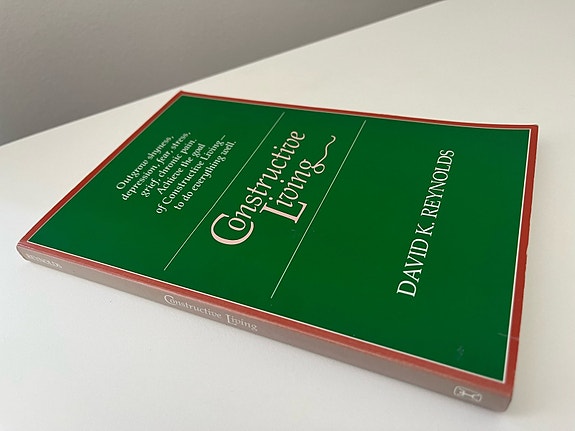 Outgrow shyness,
depression, fear, stress,
grief, chronic pain.
Achieve the goal
of Constructive Living—
to do everything well.
Constructive
Living
DAVID K. REYNOLDS
REYNOLDS
Constructive Living